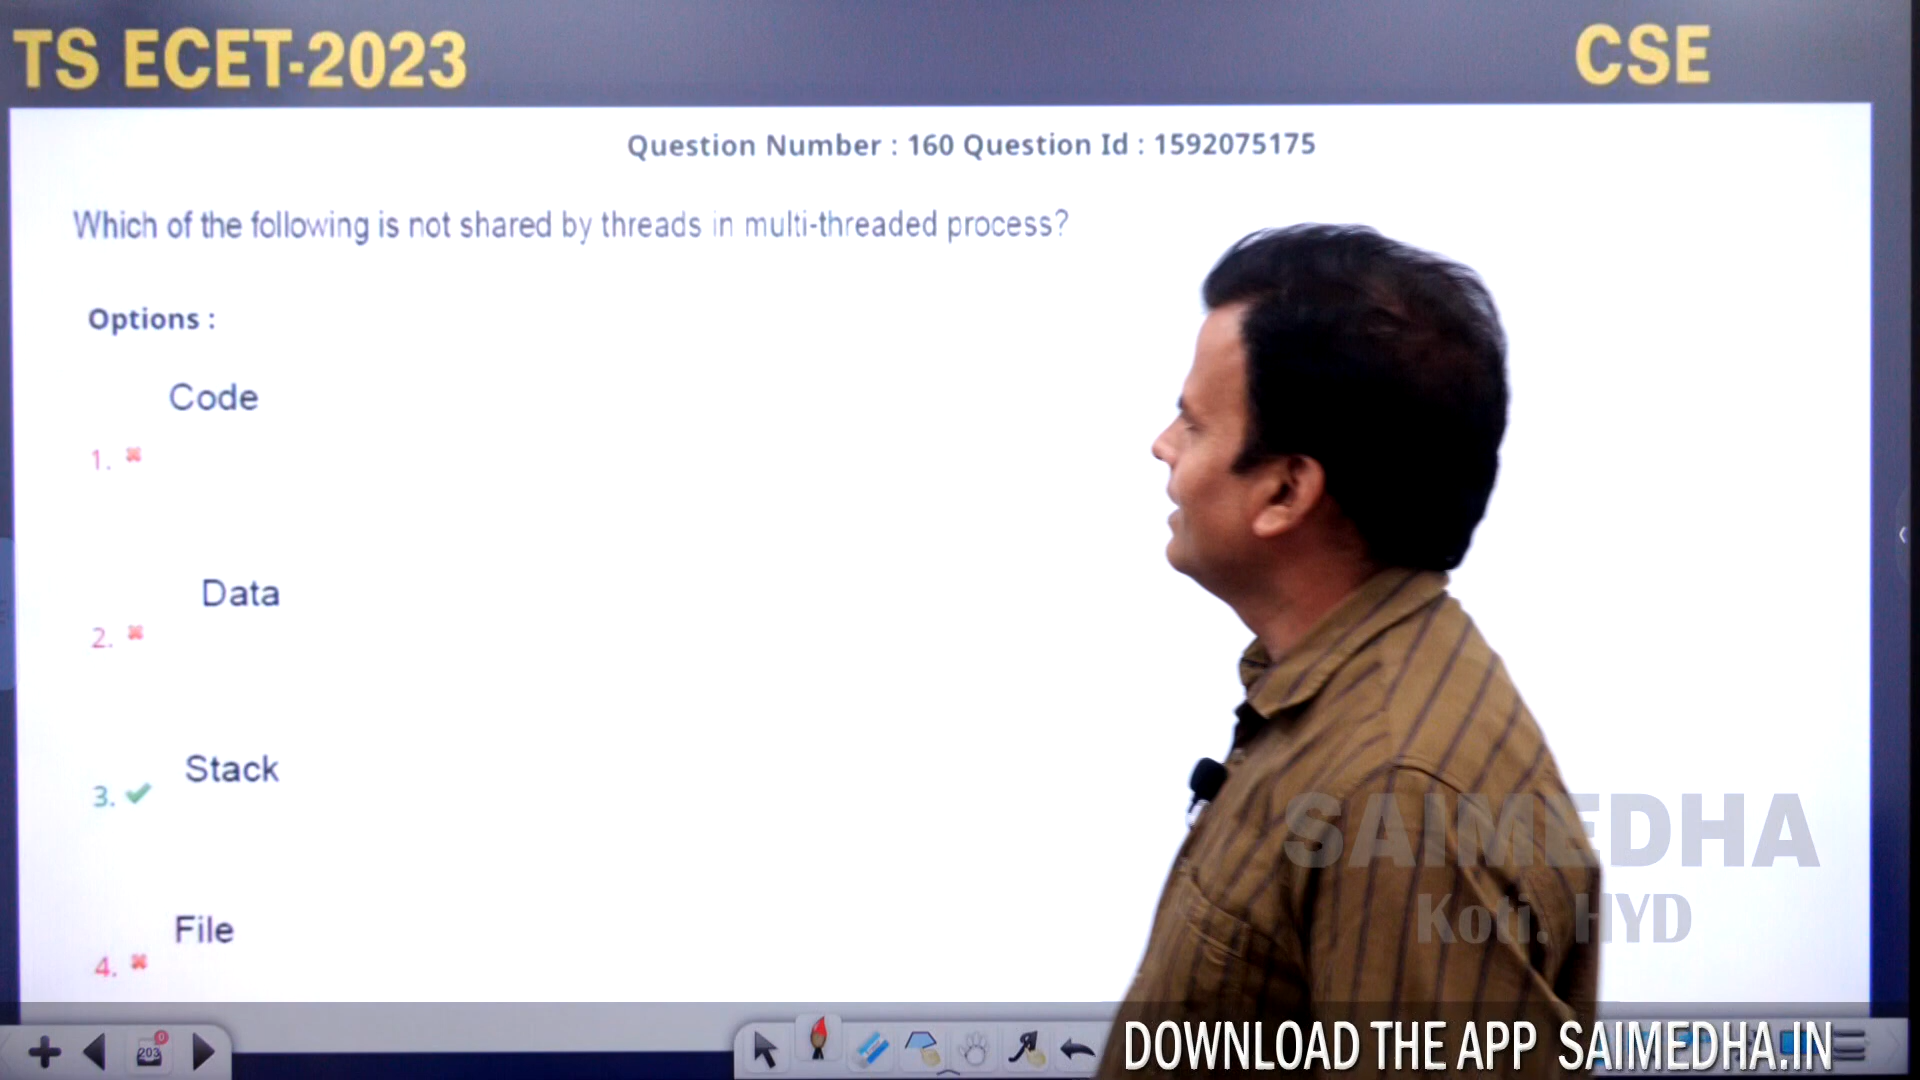 TS ECET-2023
CSE
Question Number : 160 Question Id : 1592075175
Which of the following is not shared by threads in multi-threaded process?
Options :
Code
1.
Data
2.
Stack
3.
File
4.
SAIMEDHA
Koti. HYD
0
203
DOWNLOAD THE APP SAIMEDHA.IN